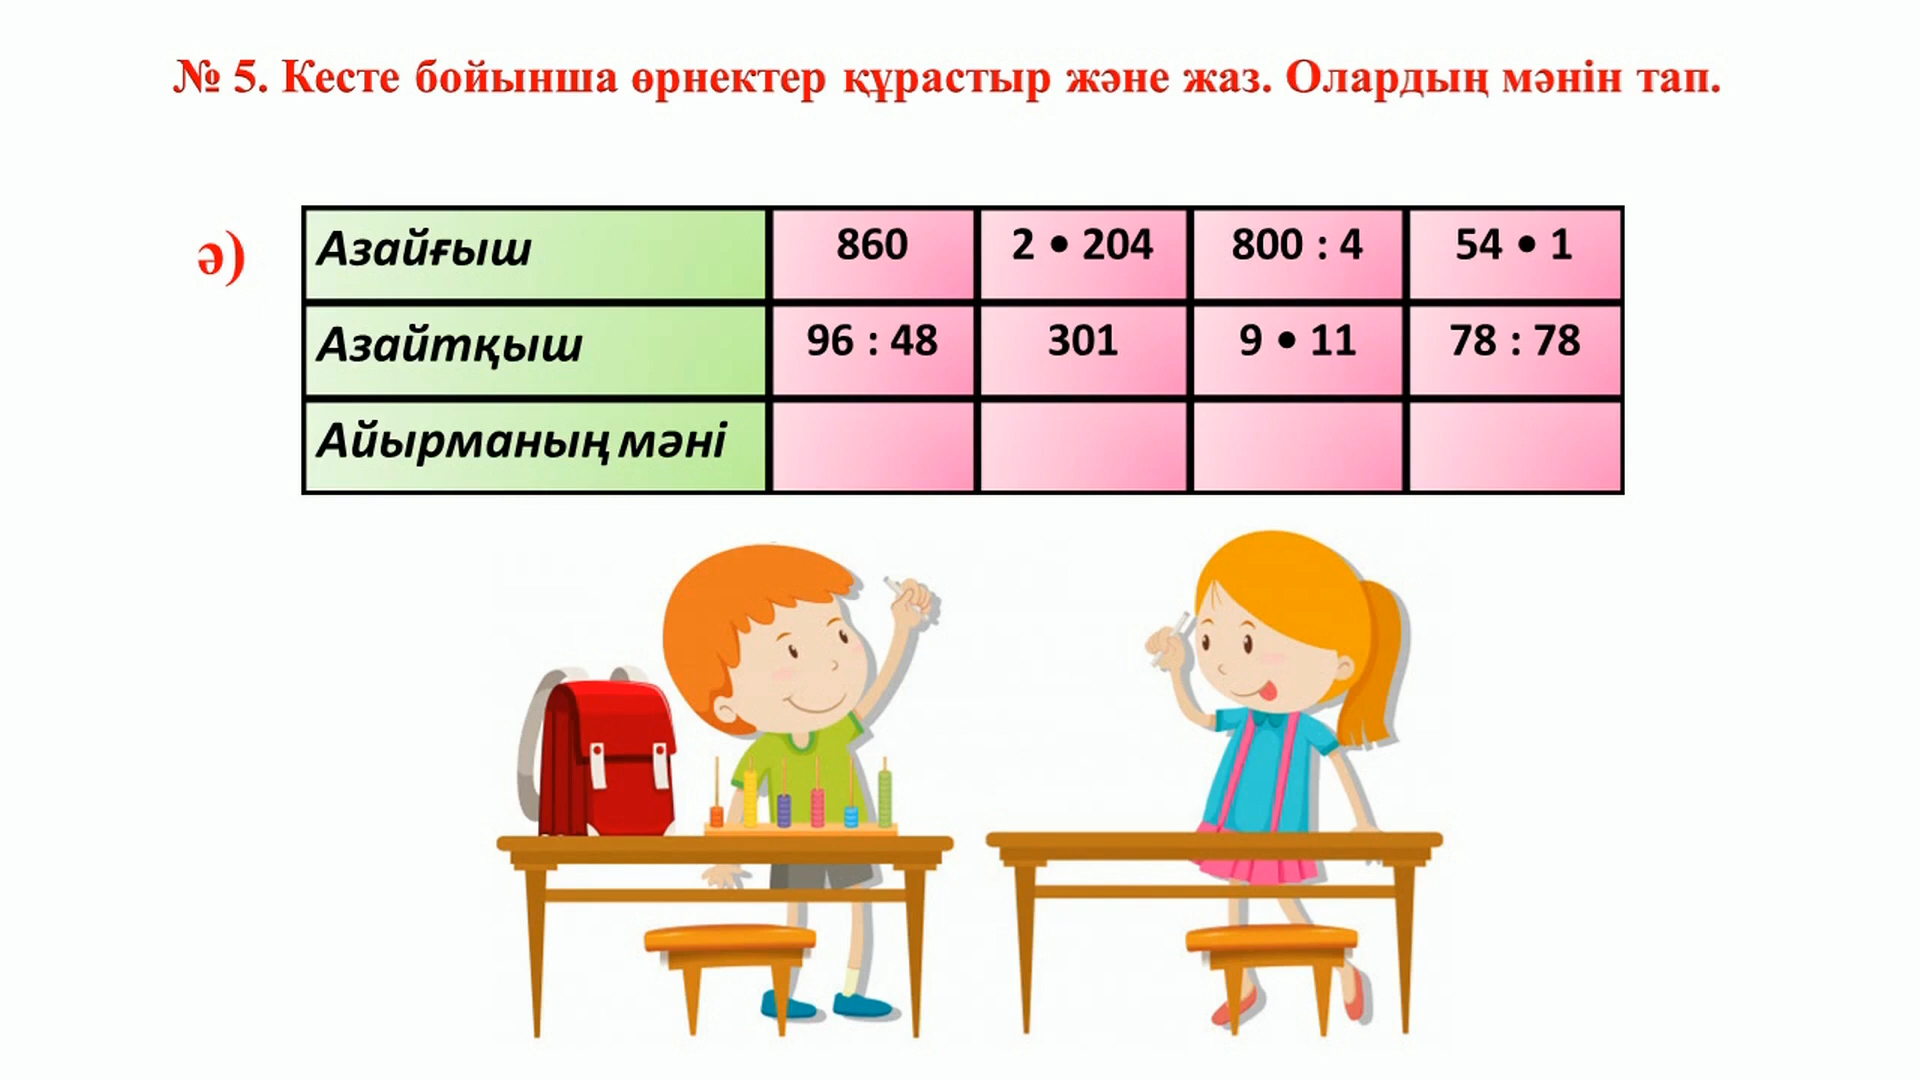 № 5. Кесте бойынша өрнектер құрастыр және жаз. Олардың мәнін тап.
ә)
Азайғыш 860 2 • 204 800 : 4 54 • 1
Азайтқыш 96 : 48 301 9 • 11 78 : 78
Айырманың мәні